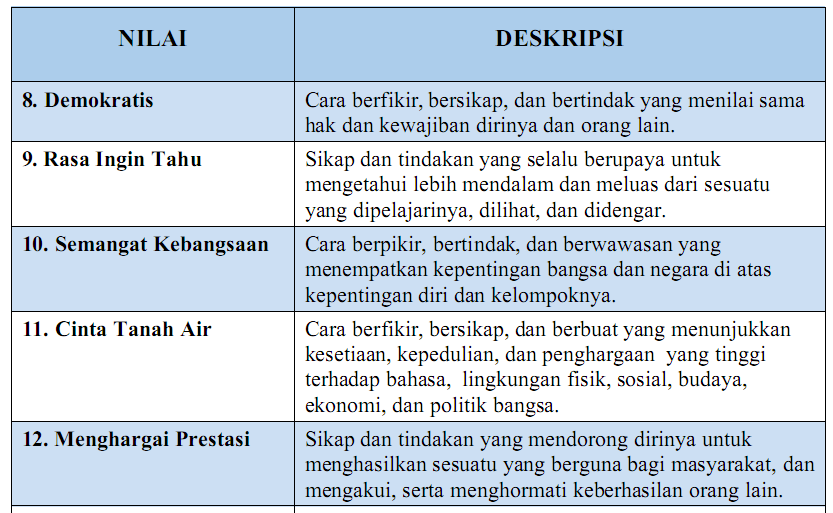 NILAI DESKRIPSI
8. Demokratis Cara berfikir, bersikap, dan bertindak yang menilai sama
hak dan kewajiban dirinya dan orang lain.
9. Rasa Ingin Tahu Sikap dan tindakan yang selalu berupaya untuk
mengetahui lebih mendalam dan meluas dari sesuatu
yang dipelajarinya, dilihat, dan didengar.
10. Semangat Kebangsaan Cara berpikir, bertindak, dan berwawasan yang
menempatkan kepentingan bangsa dan negara di atas
kepentingan diri dan kelompoknya.
11. Cinta Tanah Air Cara berfikir, bersikap, dan berbuat yang menunjukkan
kesetiaan, kepedulian, dan penghargaan  yang tinggi
terhadap bahasa,  lingkungan fisik, sosial, budaya,
ekonomi, dan politik bangsa.
12. Menghargai Prestasi Sikap dan tindakan yang mendorong dirinya untuk
menghasilkan sesuatu yang berguna bagi masyarakat, dan
mengakui, serta menghormati keberhasilan orang lain.